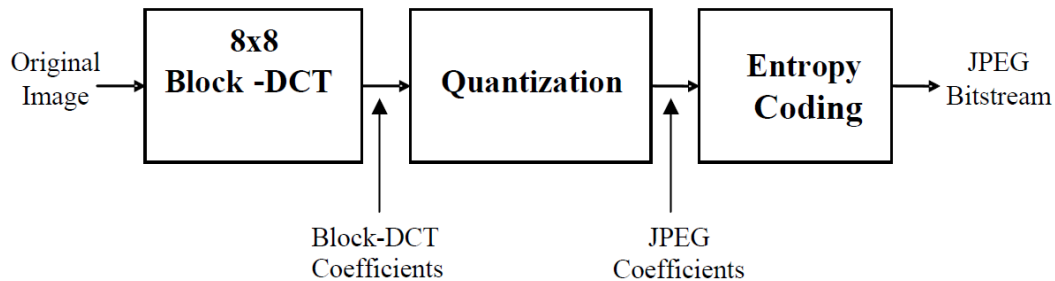 Original
Image
8x8
Block -DCT
Quantization
Entropy
Coding
JPEG
Bitstream
Block-DCT
Coefficients
JPEG
Coefficients